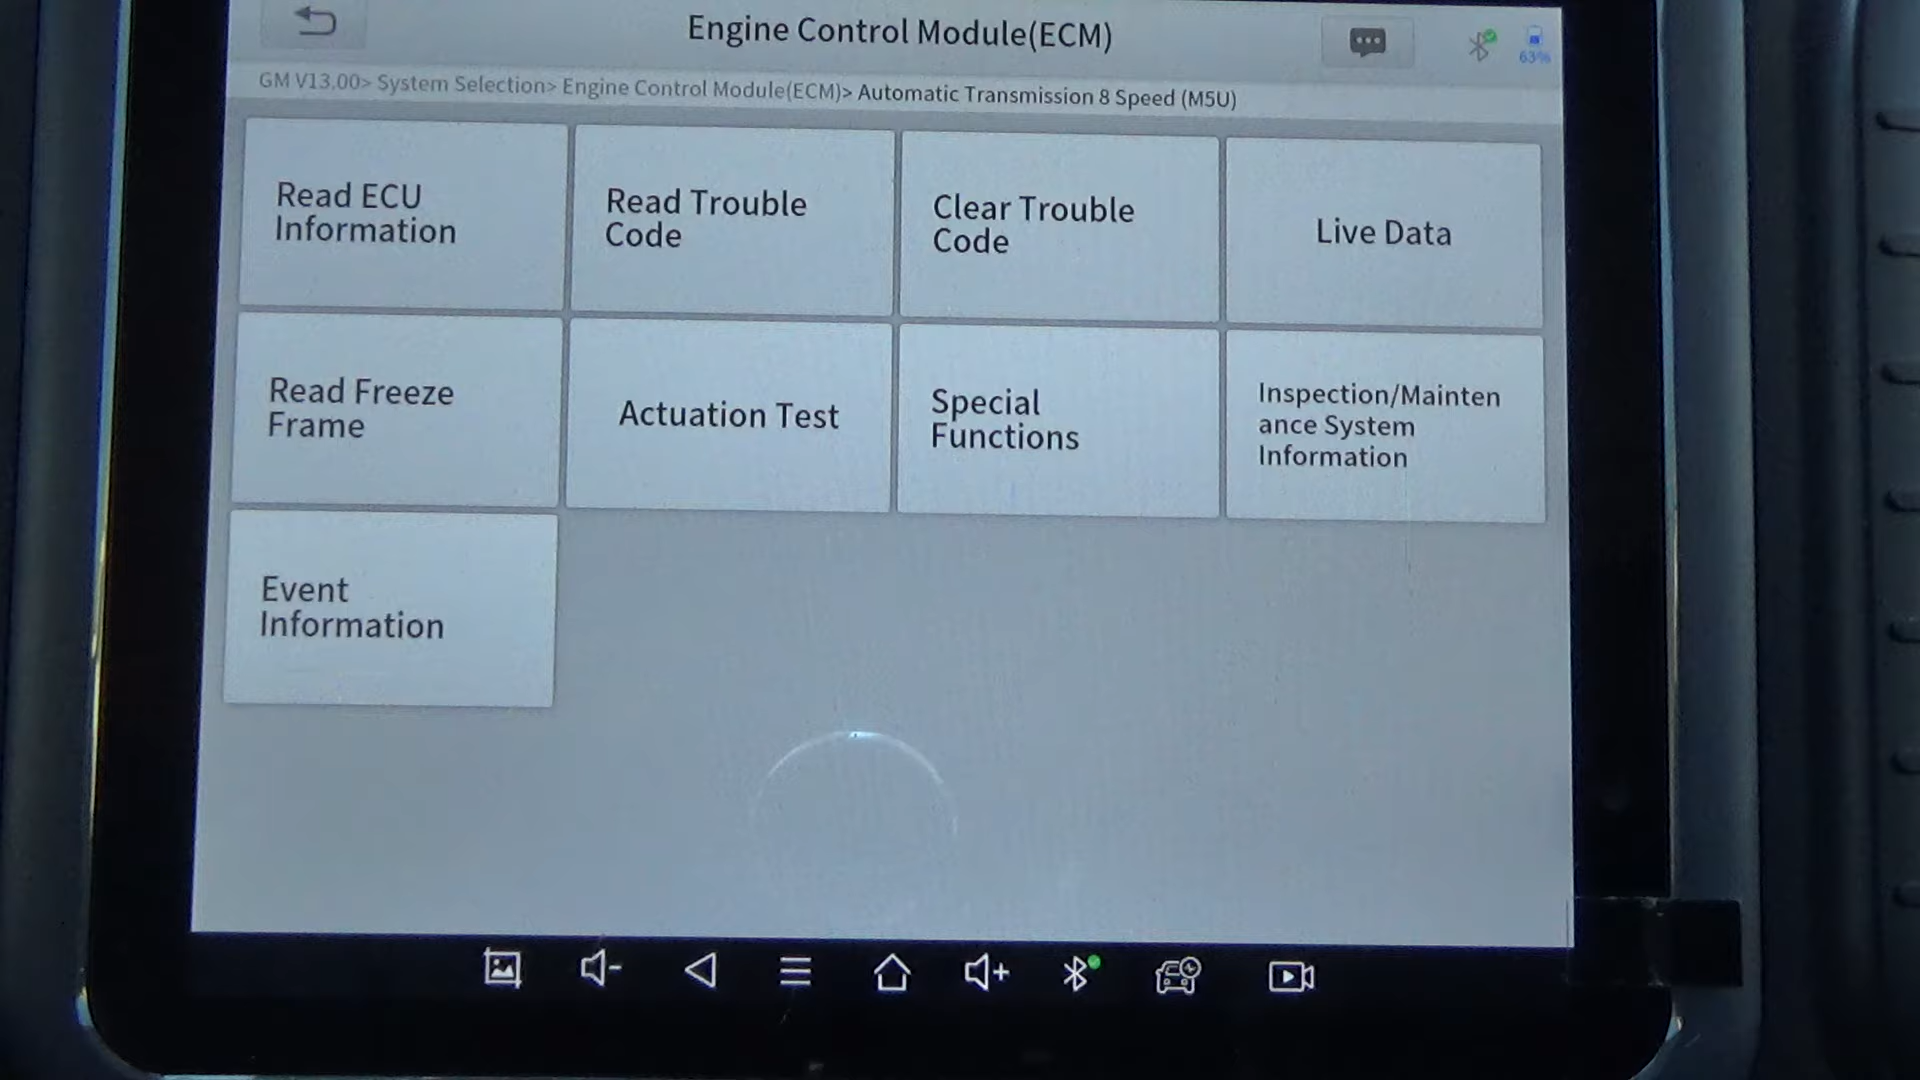 Engine Control Module(ECM)
63%
GM V13.00> System Selection> Engine Control Module(ECM)> Automatic Transmission 8 Speed (M5U)
Read ECU
Information
Read Trouble
Code
Clear Trouble
Code
Live Data
Read Freeze
Frame
Actuation Test
Special
Functions
Inspection/Mainten
ance System
Information
Event
Information